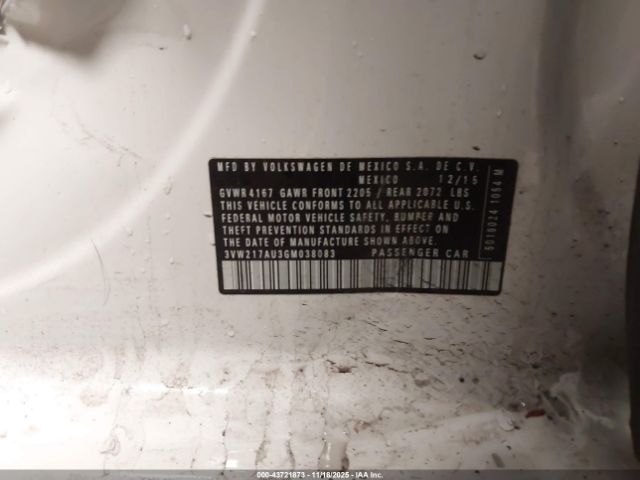 MFD BY VOLKSWAGEN DE MEXICO S.A. DE C.V.
MEXICO 12/15
GVWR 4167 GAWR FRONT 2205 / REAR 2072 LBS
THIS VEHICLE CONFORMS TO ALL APPLICABLE U.S.
FEDERAL MOTOR VEHICLE SAFETY, BUMPER AND
THEFT PREVENTION STANDARDS IN EFFECT ON
THE DATE OF MANUFACTURE SHOWN ABOVE.
3VW217AU3GM038083 PASSENGER CAR
5019024 1054 M
000-43721873 - 11/18/2025 - IAAI Inc.